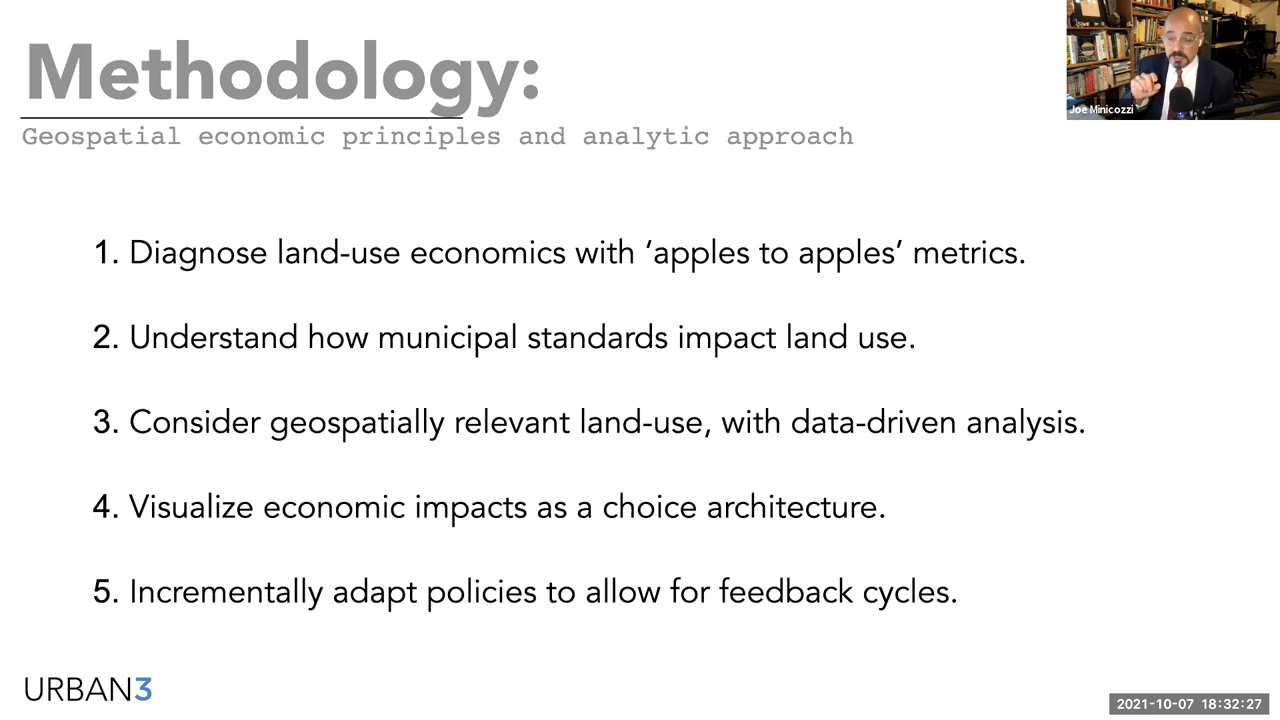 Methodology:
Geospatial economic principles and analytic approach
Joe Minicozzi
1. Diagnose land-use economics with ‘apples to apples’ metrics.
2. Understand how municipal standards impact land use.
3. Consider geospatially relevant land-use, with data-driven analysis.
4. Visualize economic impacts as a choice architecture.
5. Incrementally adapt policies to allow for feedback cycles.
URBAN3
2021-10-07 18:32:27